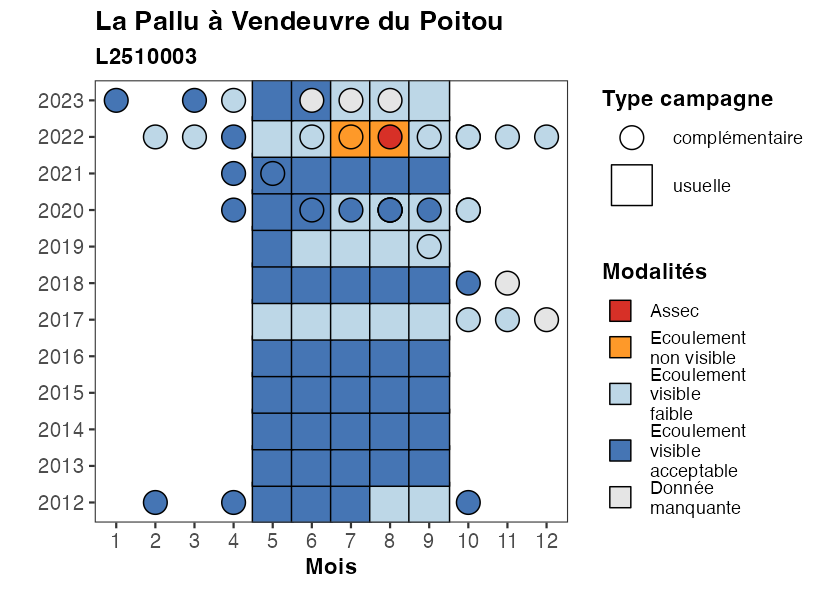 La Pallu à Vendeuvre du Poitou
L2510003
2023
2022
2021
2020
2019
2018
2017
2016
2015
2014
2013
2012
1 2 3 4 5 6 7 8 9 10 11 12
Mois
Type campagne
complémentaire
usuelle
Modalités
Assec
Ecoulement
non visible
Ecoulement
visible
faible
Ecoulement
visible
acceptable
Donnée
manquante